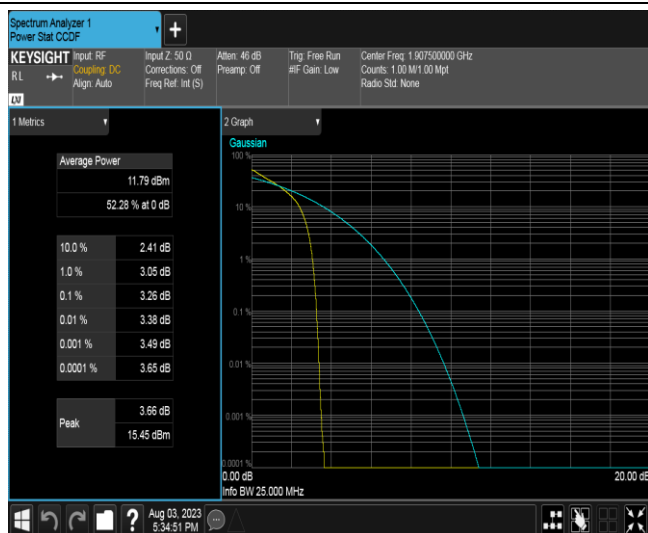 Spectrum Analyzer 1
Power Stat CCDF
+
KEYSIGHT
RL
LXI
Input: RF
Coupling: DC
Align: Auto
Input Z: 50 Ω
Corrections: Off
Freq Ref: Int (S)
Atten: 46 dB
Preamp: Off
Trig: Free Run
#IF Gain: Low
Center Freq: 1.907500000 GHz
Counts: 1.00 M/1.00 Mpt
Radio Std: None
1 Metrics
Average Power
11.79 dBm
52.28 % at 0 dB
10.0 % 2.41 dB
1.0 % 3.05 dB
0.1 % 3.26 dB
0.01 % 3.38 dB
0.001 % 3.49 dB
0.0001 % 3.65 dB
Peak
3.66 dB
15.45 dBm
2 Graph
Gaussian
100 %
10 %
1 %
0.1 %
0.01 %
0.001 %
0.0001 %
0.00 dB 20.00 dB
Info BW 25.000 MHz
?
Aug 03, 2023
5:34:51 PM